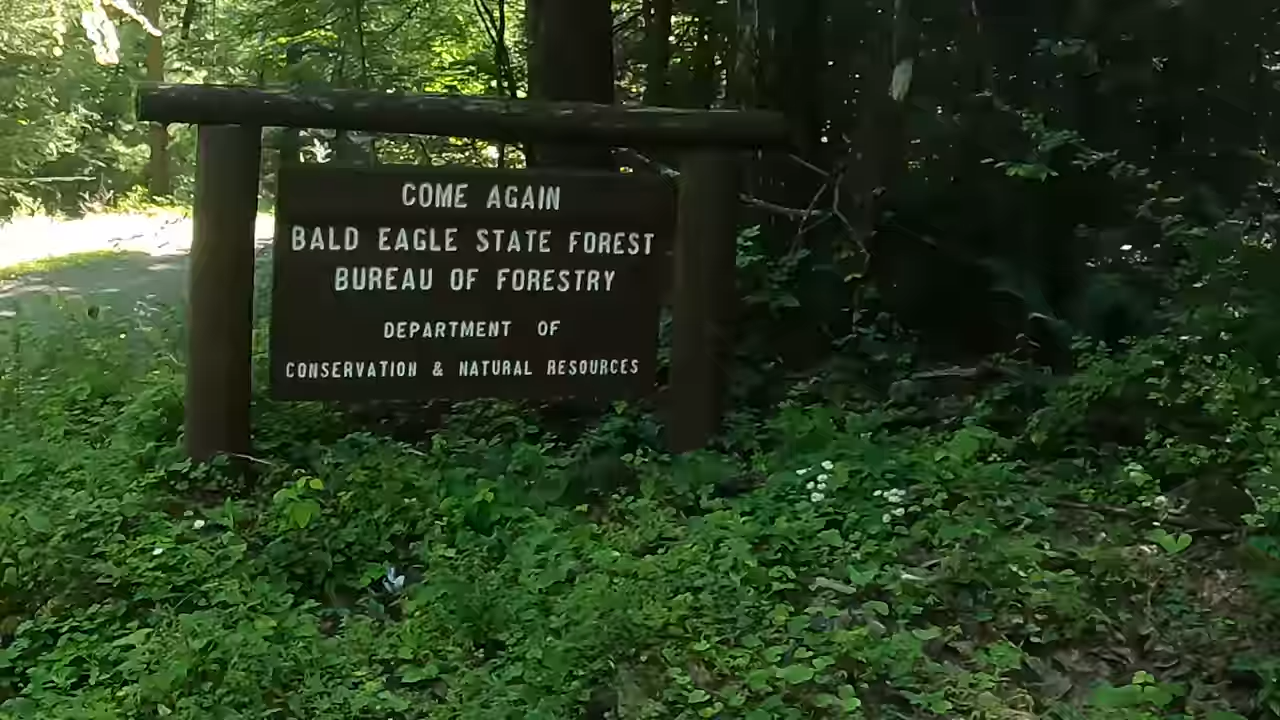 COME AGAIN
BALD EAGLE STATE FOREST
BUREAU OF FORESTRY
DEPARTMENT OF
CONSERVATION & NATURAL RESOURCES